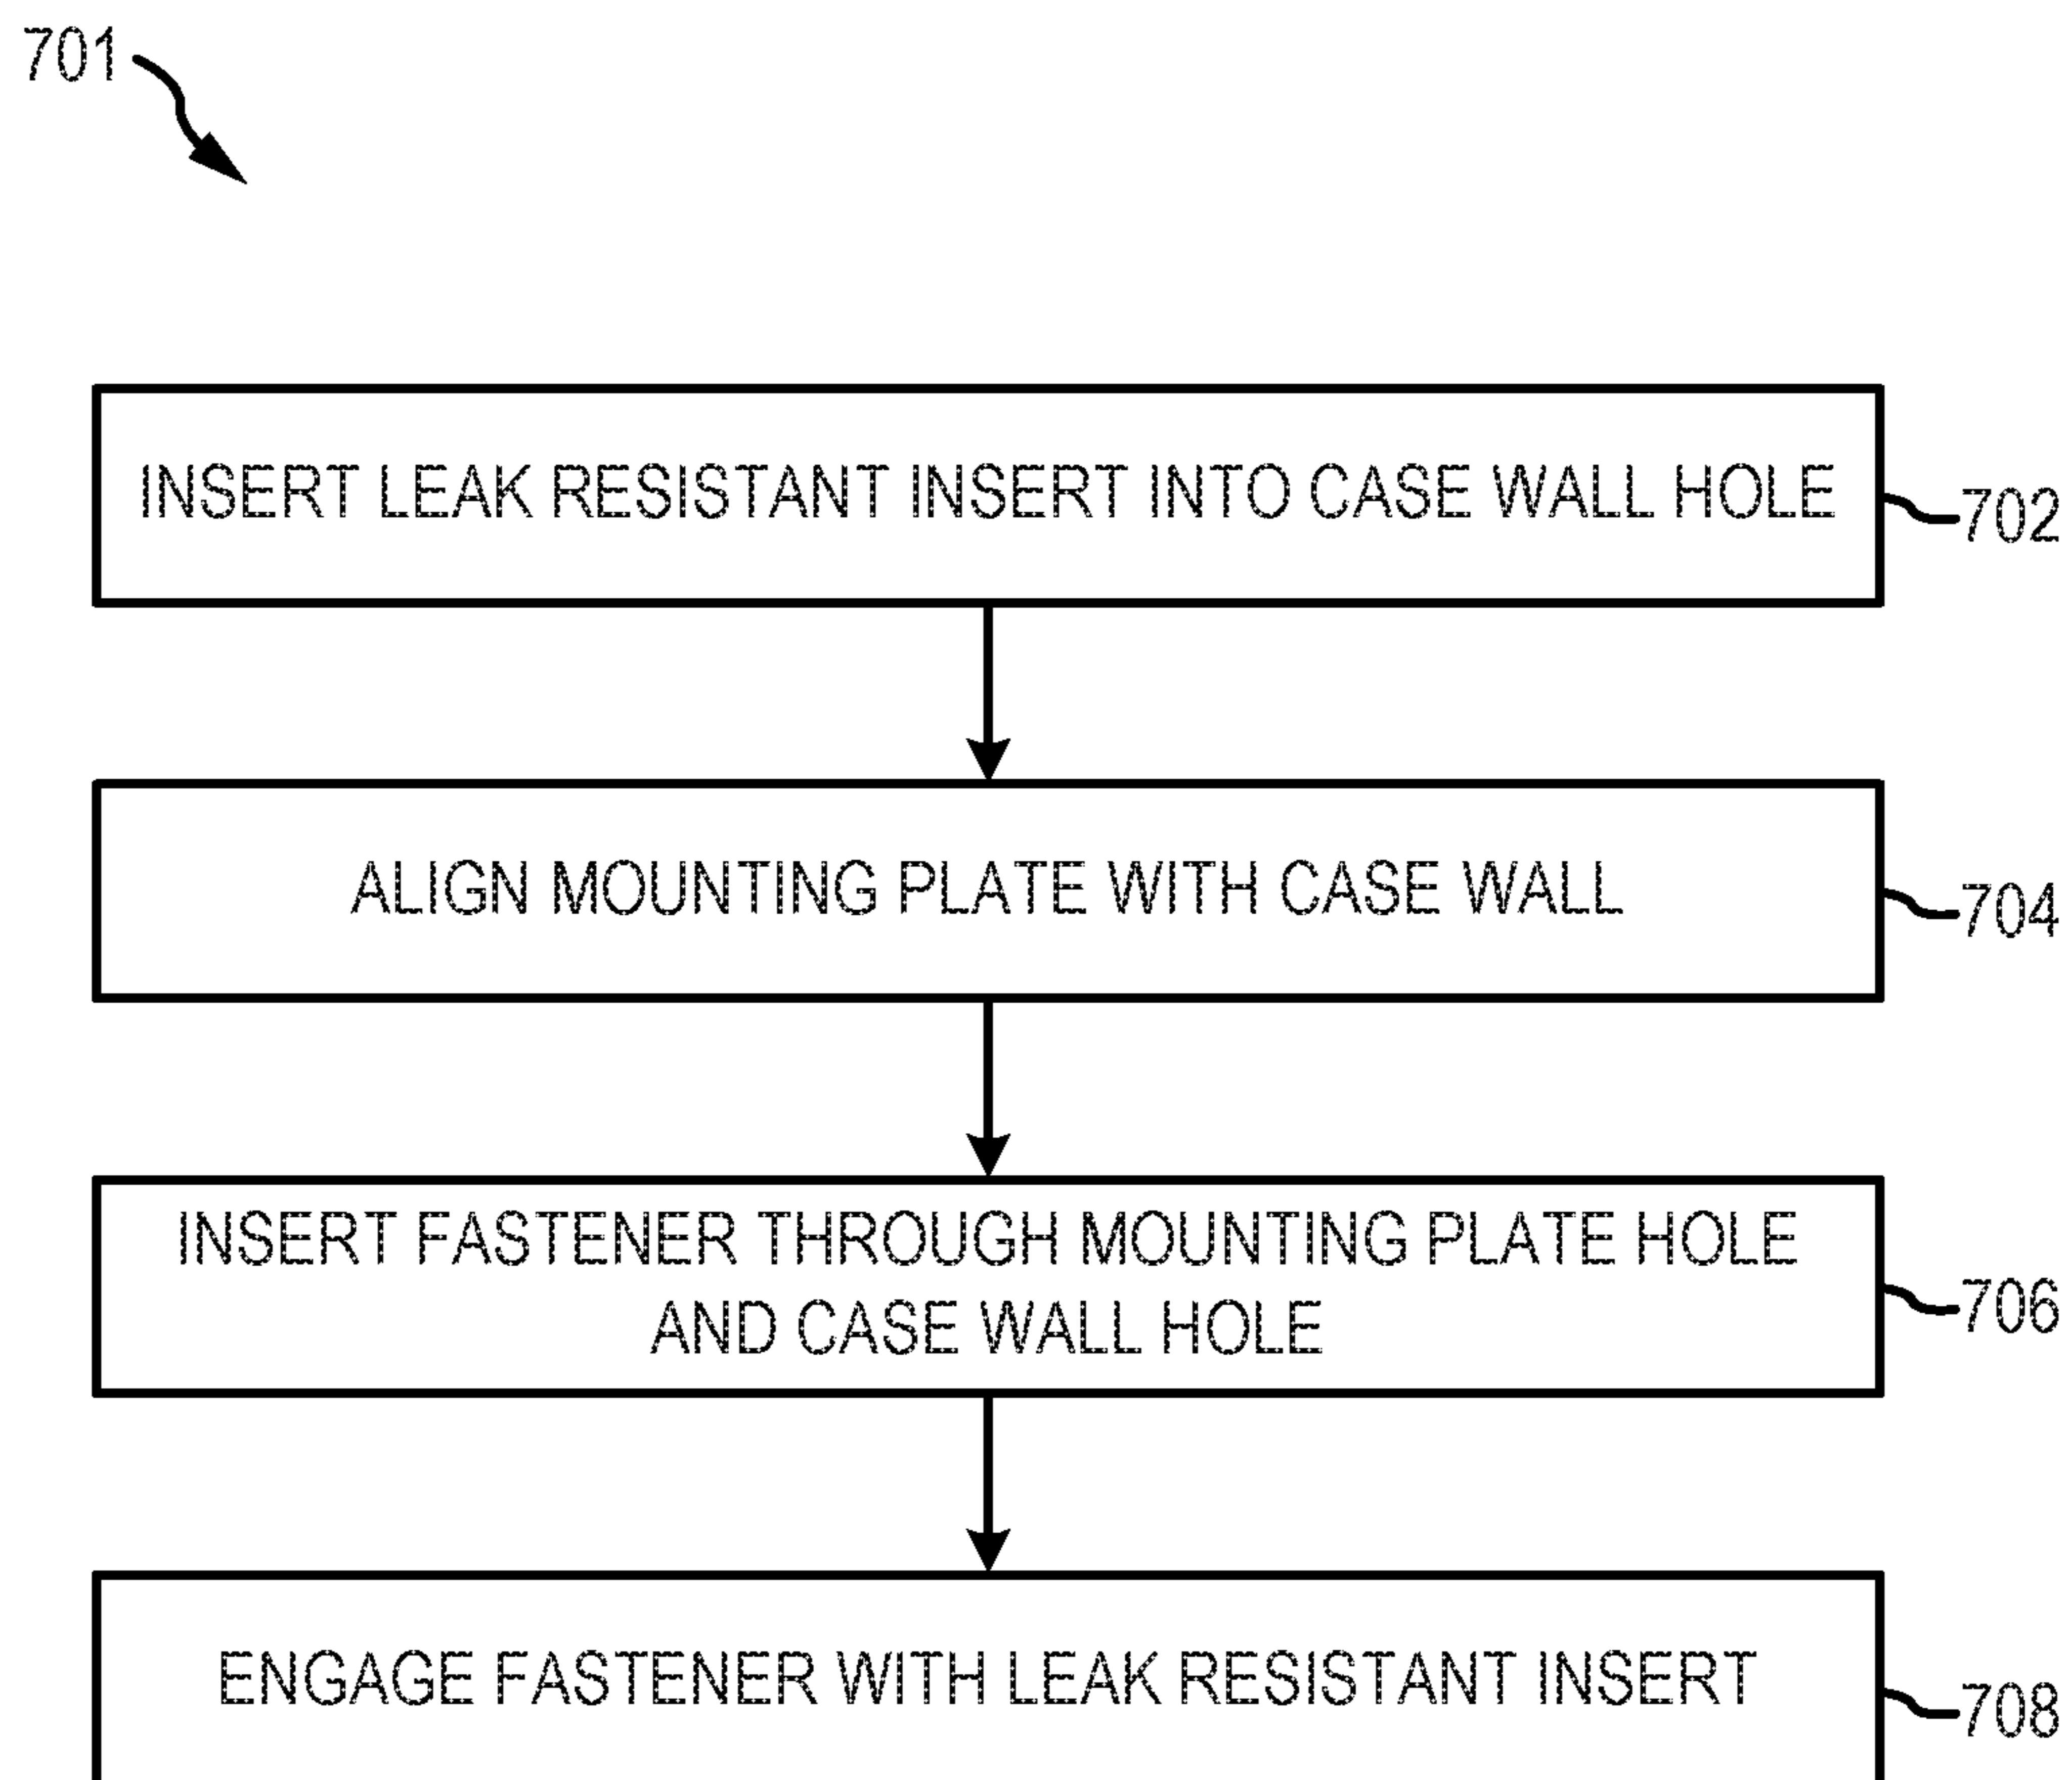 701
INSERT LEAK RESISTANT INSERT INTO CASE WALL HOLE
702
ALIGN MOUNTING PLATE WITH CASE WALL
704
INSERT FASTENER THROUGH MOUNTING PLATE HOLE
AND CASE WALL HOLE
706
ENGAGE FASTENER WITH LEAK RESISTANT INSERT
708